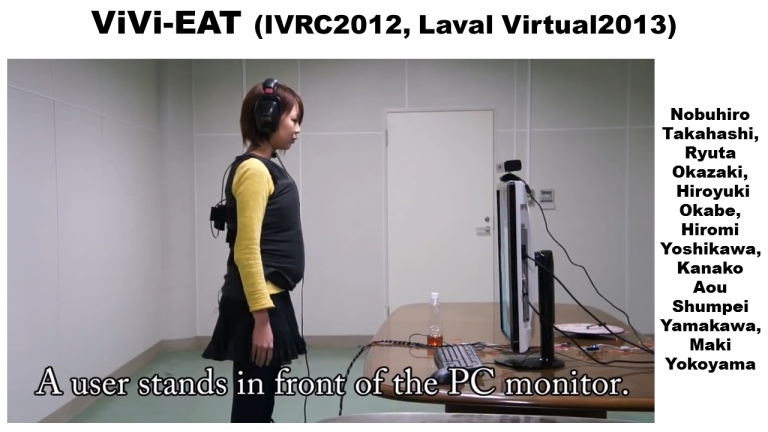 ViVi-EAT (IVRC2012, Laval Virtual2013)
Nobuhiro
Takahashi,
Ryuta
Okazaki,
Hiroyuki
Okabe,
Hiromi
Yoshikawa,
Kanako
Aou
Shumpei
Yamakawa,
Maki
Yokoyama
A user stands in front of the PC monitor.